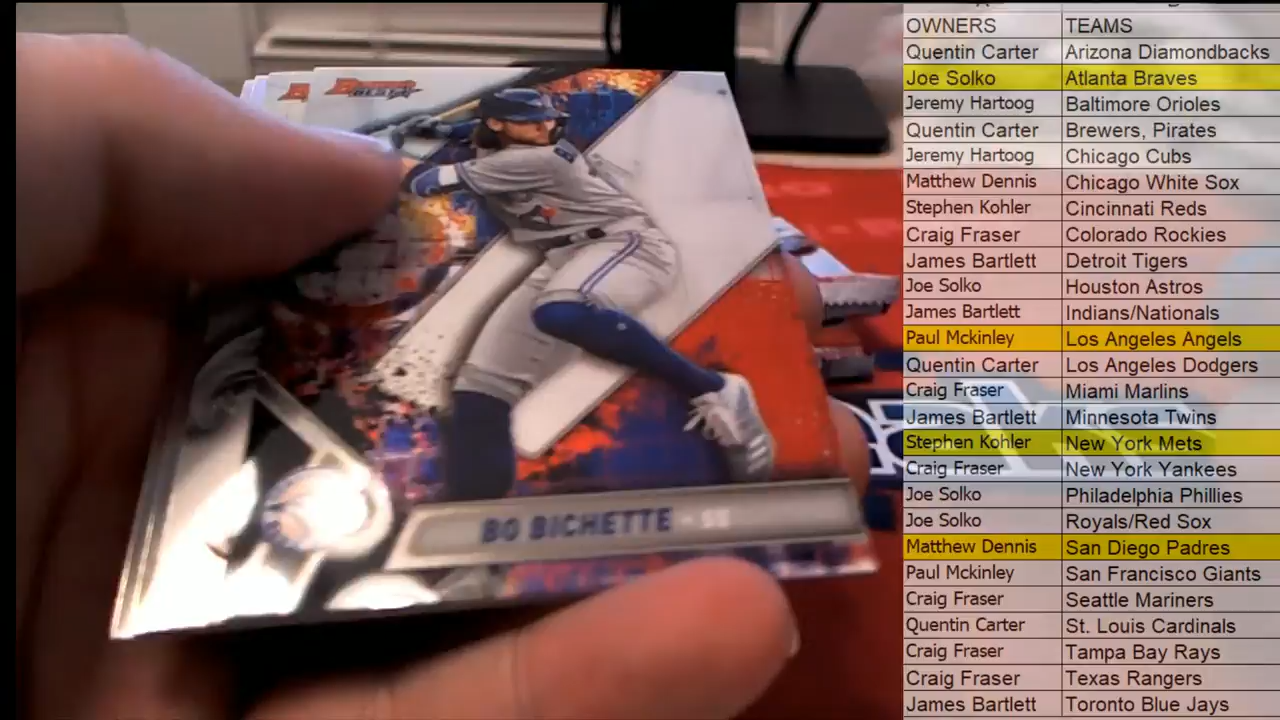 BO BICHETTE - SS
OWNERS TEAMS
Quentin Carter Arizona Diamondbacks
Joe Solko Atlanta Braves
Jeremy Hartoog Baltimore Orioles
Quentin Carter Brewers, Pirates
Jeremy Hartoog Chicago Cubs
Matthew Dennis Chicago White Sox
Stephen Kohler Cincinnati Reds
Craig Fraser Colorado Rockies
James Bartlett Detroit Tigers
Joe Solko Houston Astros
James Bartlett Indians/Nationals
Paul Mckinley Los Angeles Angels
Quentin Carter Los Angeles Dodgers
Craig Fraser Miami Marlins
James Bartlett Minnesota Twins
Stephen Kohler New York Mets
Craig Fraser New York Yankees
Joe Solko Philadelphia Phillies
Joe Solko Royals/Red Sox
Matthew Dennis San Diego Padres
Paul Mckinley San Francisco Giants
Craig Fraser Seattle Mariners
Quentin Carter St. Louis Cardinals
Craig Fraser Tampa Bay Rays
Craig Fraser Texas Rangers
James Bartlett Toronto Blue Jays